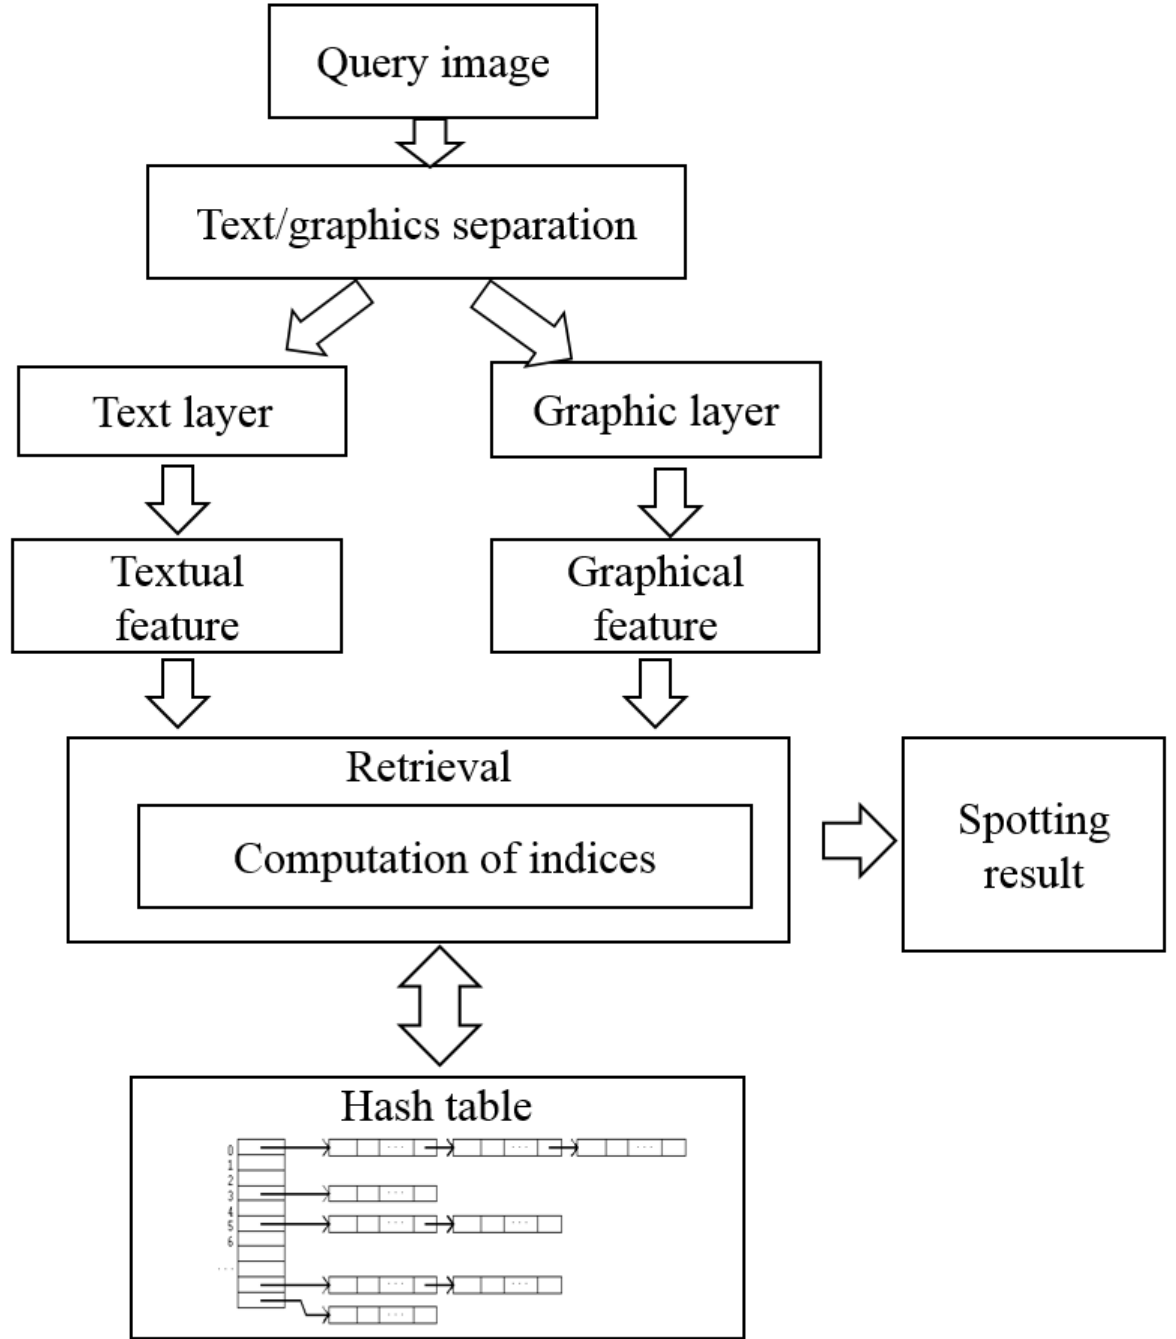 Query image
Text/graphics separation
Text layer
Graphic layer
Textual
feature
Graphical
feature
Retrieval
Computation of indices
Spotting
result
Hash table
0
1
2
3
4
5
6
...
... ... ...
...
... ...
... ...
...